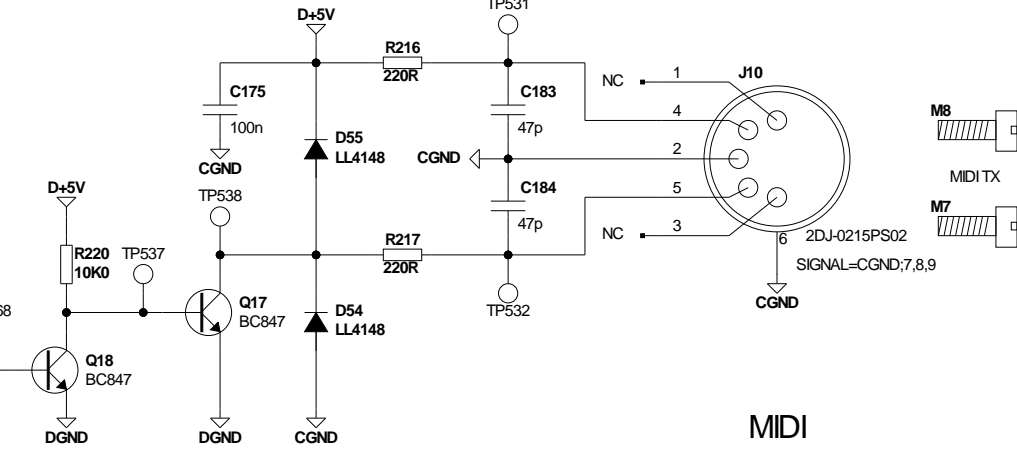 TP531
D+5V
R216
220R
NC
1
J10
C175
100n
C183
47p
4
M8
D55
LL4148
CGND
2
CGND
MIDI TX
D+5V
TP538
C184
47p
5
M7
R220
10K0
TP537
R217
220R
NC
3
6
2DJ-0215PS02
SIGNAL=CGND;7,8,9
CGND
Q17
BC847
D54
LL4148
TP532
Q18
BC847
DGND
DGND
CGND
MIDI